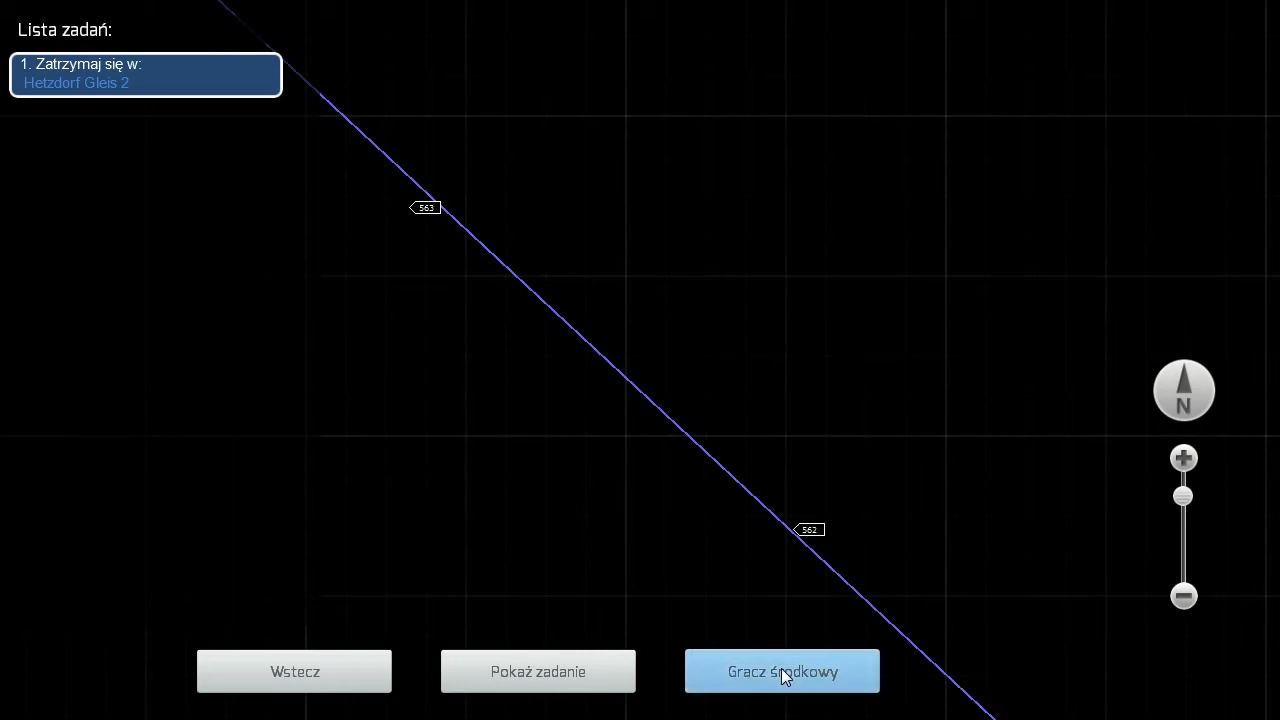 Lista zadań:
1. Zatrzymaj się w:
Hetzdorf Gleis 2
563
N
562
Wstecz
Pokaż zadanie
Gracz środkowy